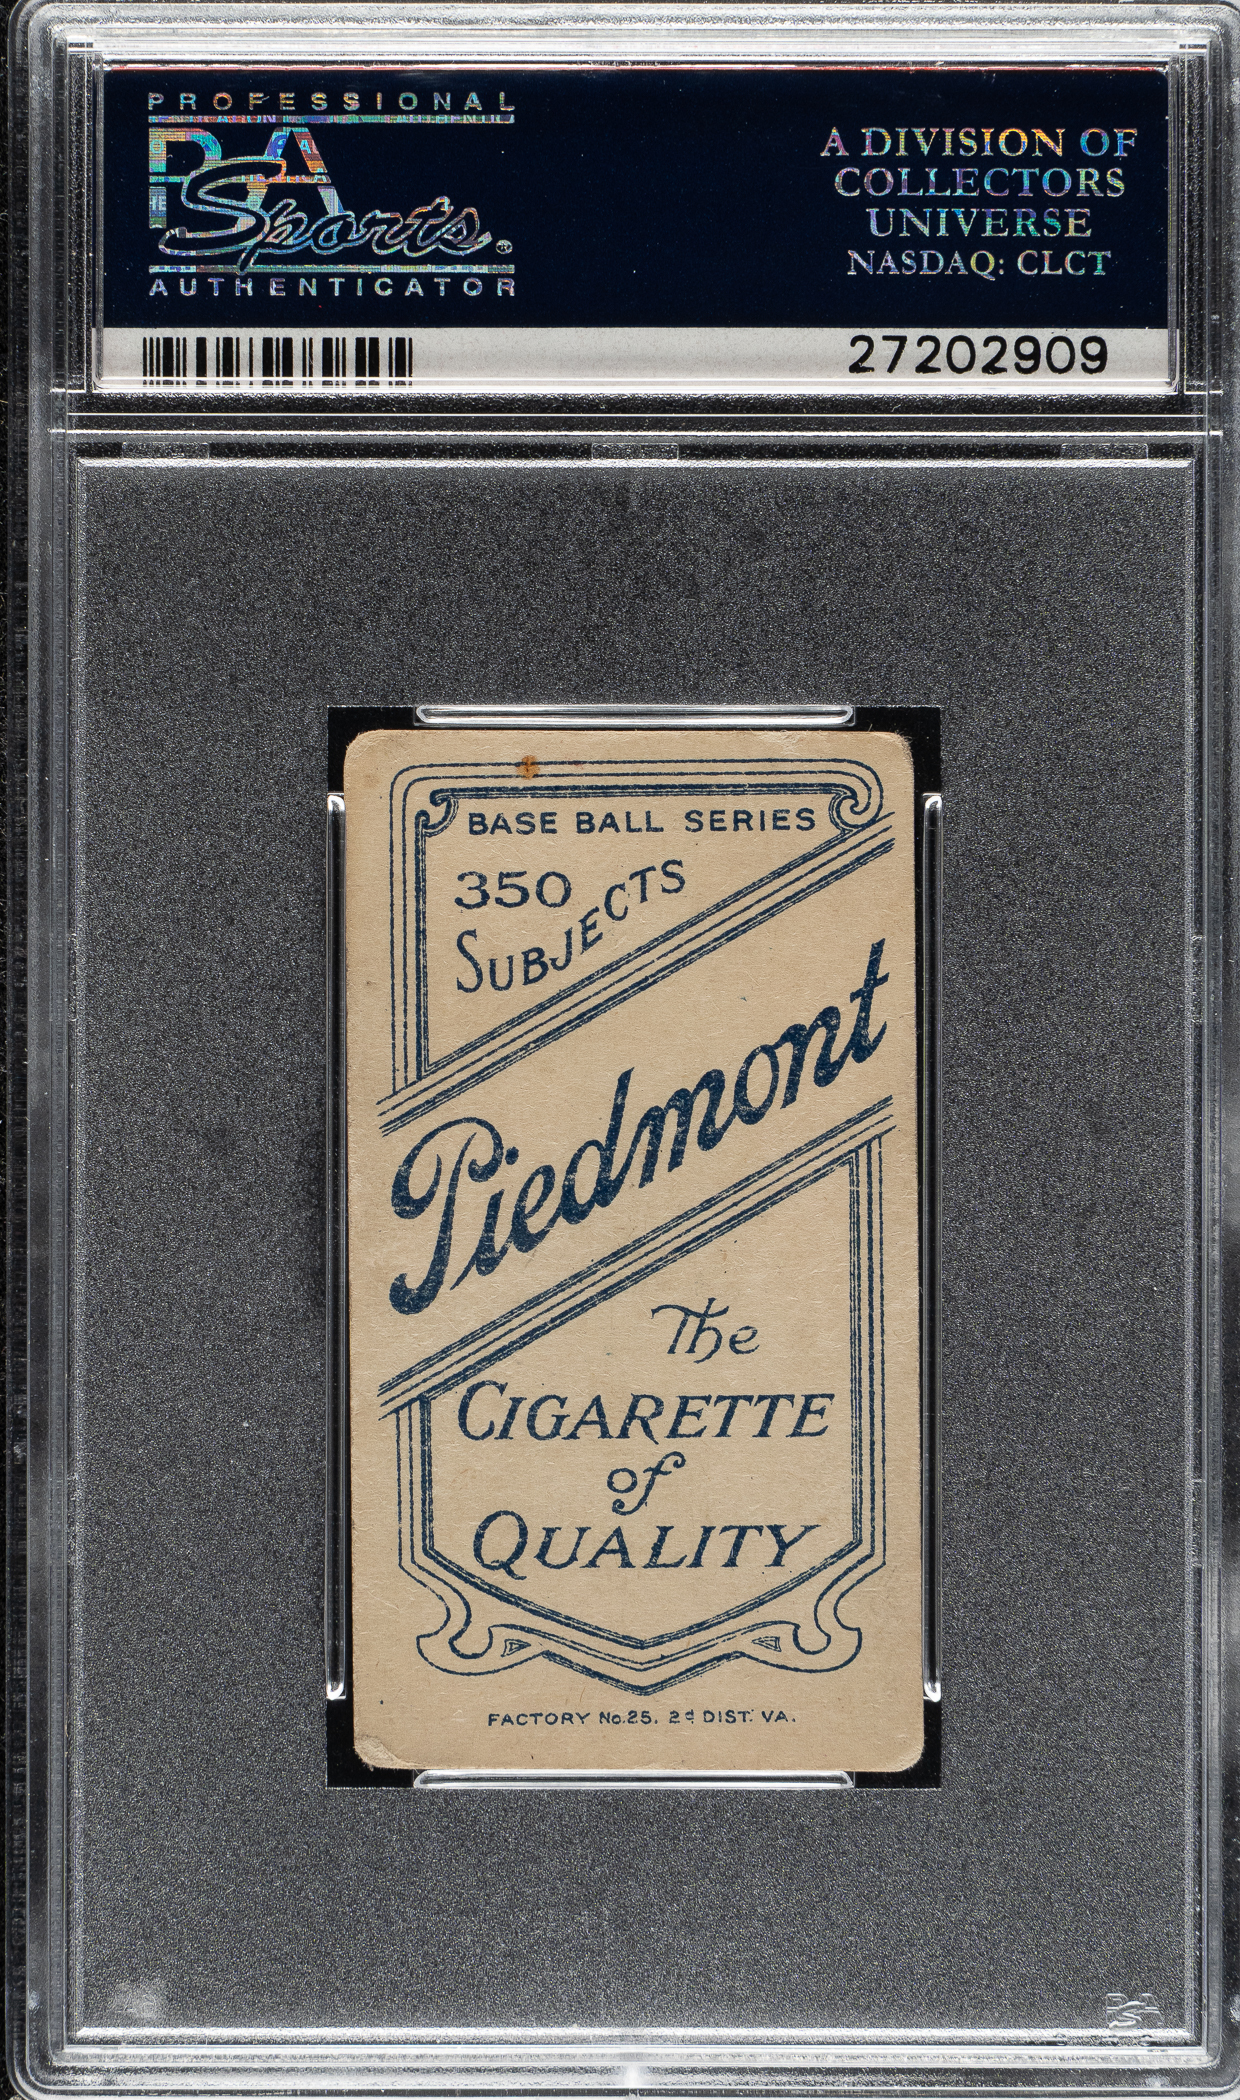 PROFESSIONAL
PSA
Sports ®
AUTHENTICATOR
A DIVISION OF
COLLECTORS
UNIVERSE
NASDAQ: CLCT
27202909
BASE BALL SERIES
350
SUBJECTS
Piedmont
The
CIGARETTE
of
QUALITY
FACTORY No. 25. 2d DIST. VA.